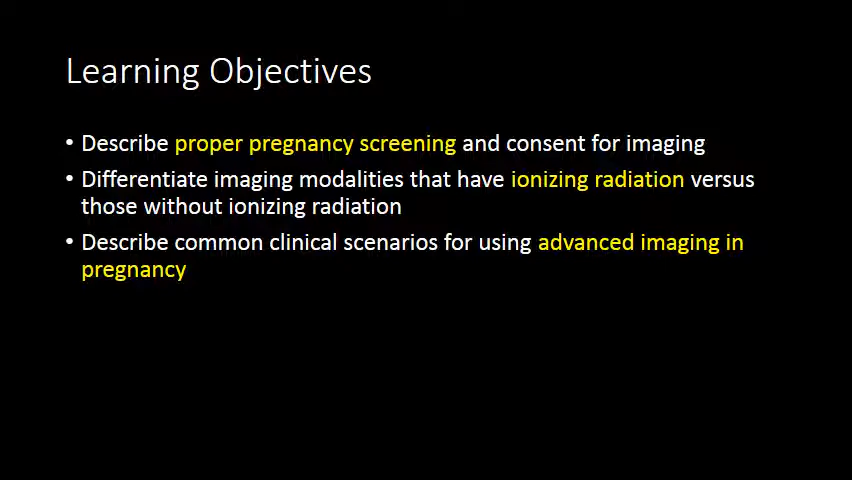 Learning Objectives
• Describe proper pregnancy screening and consent for imaging
• Differentiate imaging modalities that have ionizing radiation versus
those without ionizing radiation
• Describe common clinical scenarios for using advanced imaging in
pregnancy